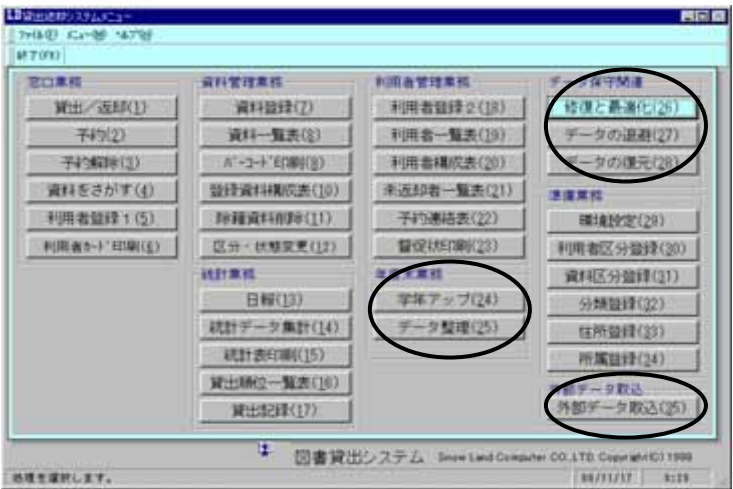 貸出返却システムメニュー
ﾌｧｲﾙ(F) ﾒﾆｭｰ(M) ﾍﾙﾌﾟ(H)
終了(F9)
窓口業務
貸出／返却(1)
予約(2)
予約解除(3)
資料をさがす(4)
利用者登録１(5)
利用者ｶｰﾄﾞ印刷(6)
資料管理業務
資料登録(7)
資料一覧表(8)
ﾊﾞｰｺｰﾄﾞ印刷(9)
登録資料構成表(10)
除籍資料削除(11)
区分・状態変更(12)
統計業務
日報(13)
統計データ集計(14)
統計表印刷(15)
貸出順位一覧表(16)
貸出記録(17)
利用者管理業務
利用者登録２(18)
利用者一覧表(19)
利用者構成表(20)
未返却者一覧表(21)
予約連絡表(22)
督促状印刷(23)
年度末業務
学年アップ(24)
データ整理(25)
データ保守関連
修復と最適化(26)
データの退避(27)
データの復元(28)
準備業務
環境設定(29)
利用者区分登録(30)
資料区分登録(31)
分類登録(32)
住所登録(33)
所属登録(34)
外部データ取込
外部データ取込(35)
図書貸出システム Snow Land Computer CO.,LTD. Copyright(C) 1999
処理を選択します。